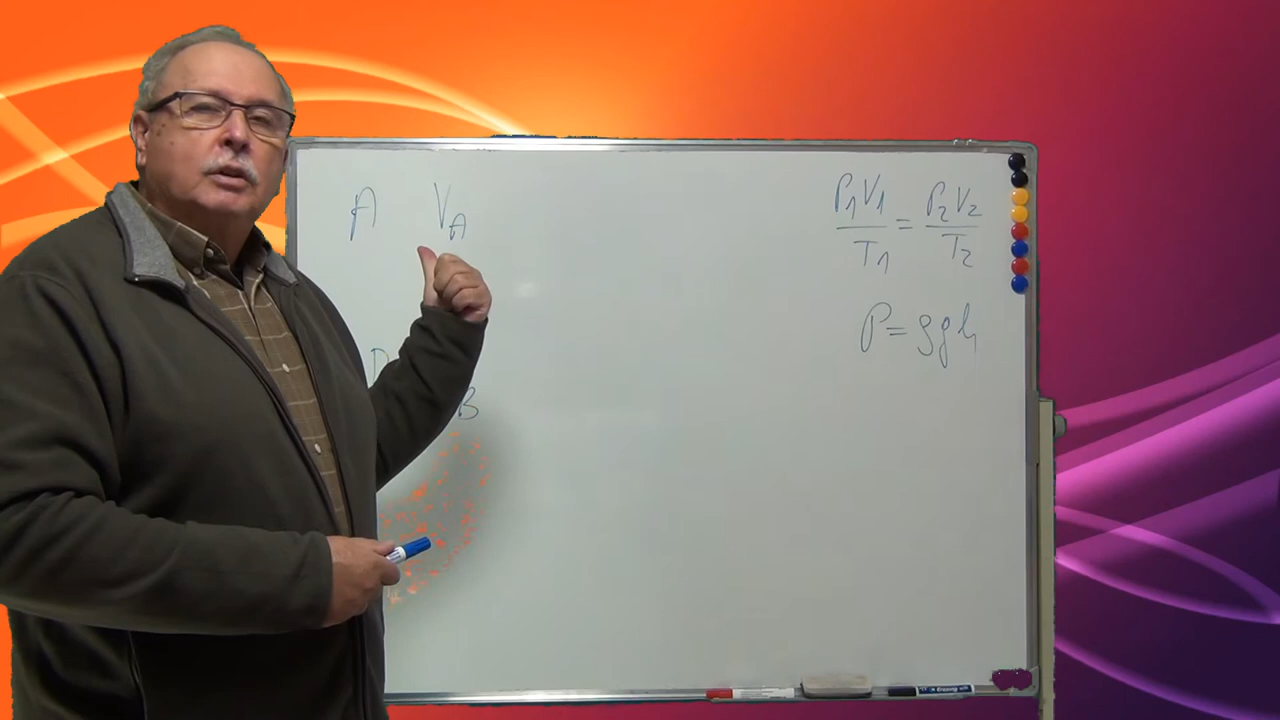 A V_A
P₁V₁/T₁ = P₂V₂/T₂
P = ρgh
B